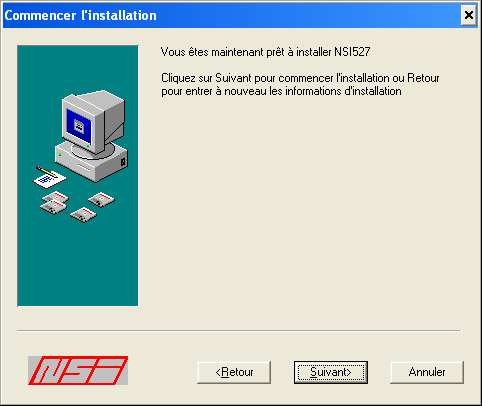 Commencer l'installation
Vous êtes maintenant prêt à installer NSI527
Cliquez sur Suivant pour commencer l'installation ou Retour
pour entrer à nouveau les informations d'installation
NSI
<Retour
Suivant>
Annuler